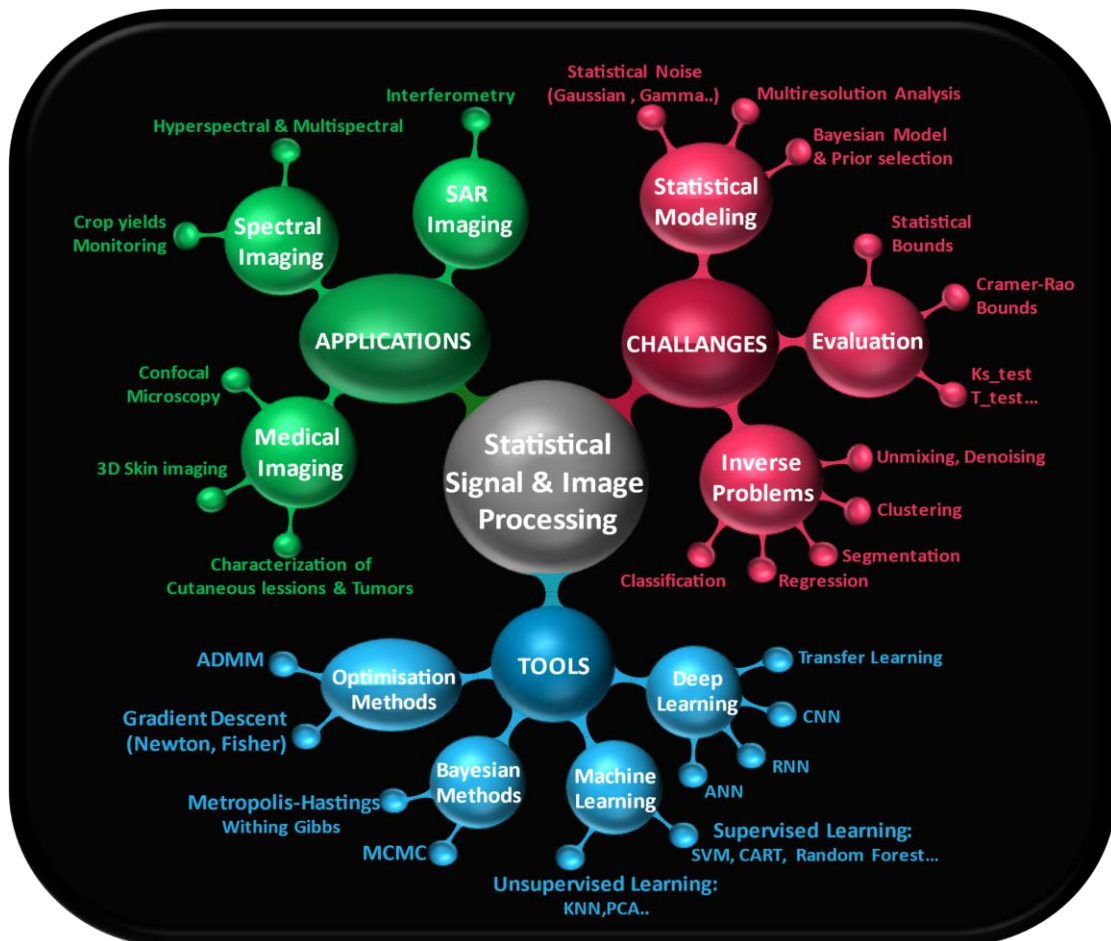 Statistical
Signal & Image
Processing
APPLICATIONS
SAR
Imaging
Interferometry
Spectral
Imaging
Hyperspectral & Multispectral
Crop yields
Monitoring
Medical
Imaging
Confocal
Microscopy
3D Skin imaging
Characterization of
Cutaneous lessions & Tumors
CHALLANGES
Statistical
Modeling
Statistical Noise
(Gaussian , Gamma..)
Multiresolution Analysis
Bayesian Model
& Prior selection
Evaluation
Statistical
Bounds
Cramer-Rao
Bounds
Ks_test
T_test...
Inverse
Problems
Unmixing, Denoising
Clustering
Segmentation
Regression
Classification
TOOLS
Optimisation
Methods
ADMM
Gradient Descent
(Newton, Fisher)
Bayesian
Methods
Metropolis-Hastings
Withing Gibbs
MCMC
Machine
Learning
Unsupervised Learning:
KNN,PCA..
Supervised Learning:
SVM, CART, Random Forest...
Deep
Learning
Transfer Learning
CNN
RNN
ANN